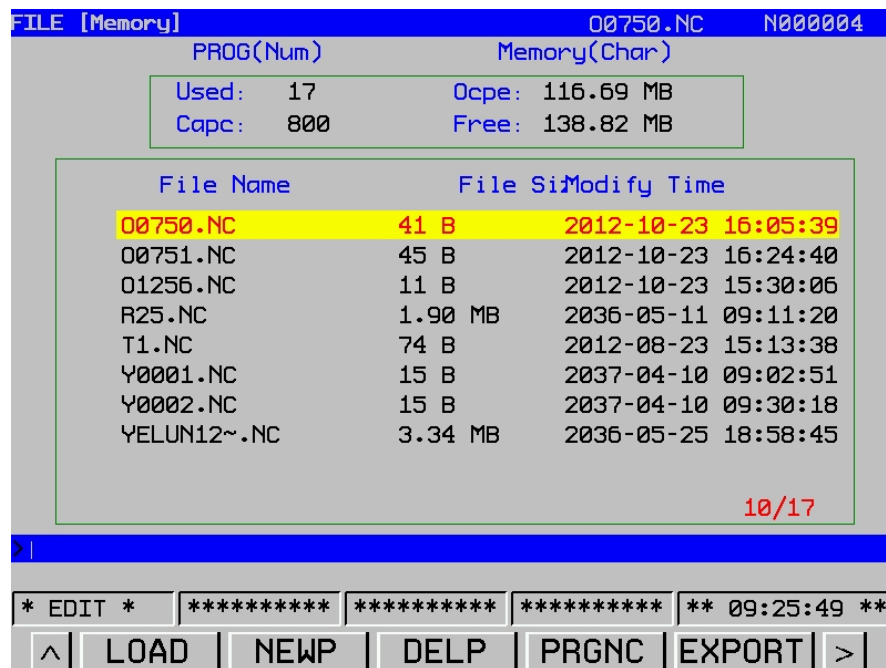 FILE [Memory] O0750.NC N000004
PROG(Num) Memory(Char)
Used: 17 Ocpe: 116.69 MB
Capc: 800 Free: 138.82 MB
File Name File Si Modify Time
O0750.NC 41 B 2012-10-23 16:05:39
O0751.NC 45 B 2012-10-23 16:24:40
O1256.NC 11 B 2012-10-23 15:30:06
R25.NC 1.90 MB 2036-05-11 09:11:20
T1.NC 74 B 2012-08-23 15:13:38
Y0001.NC 15 B 2037-04-10 09:02:51
Y0002.NC 15 B 2037-04-10 09:30:18
YELUN12~.NC 3.34 MB 2036-05-25 18:58:45
10/17
>
* EDIT * ********** ********** ********** ** 09:25:49 **
^ LOAD NEWP DELP PRGNC EXPORT >